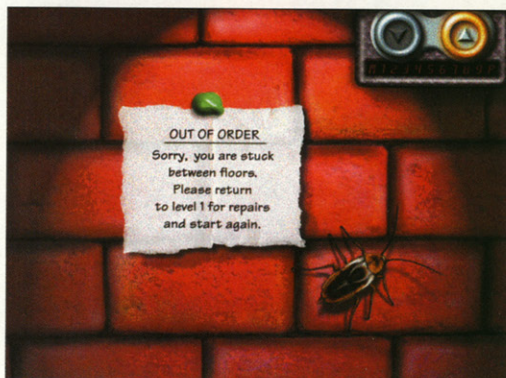 OUT OF ORDER
Sorry, you are stuck
between floors.
Please return
to level 1 for repairs
and start again.